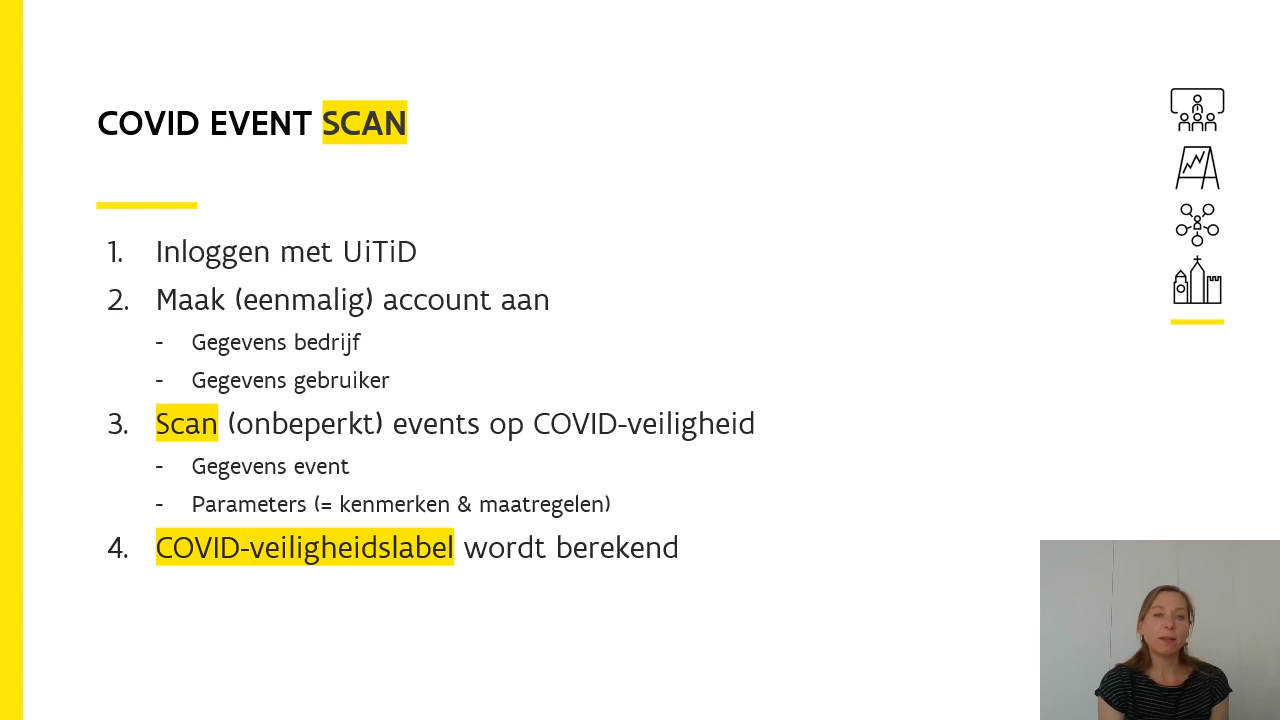 COVID EVENT SCAN
1. Inloggen met UiTiD
2. Maak (eenmalig) account aan
- Gegevens bedrijf
- Gegevens gebruiker
3. Scan (onbeperkt) events op COVID-veiligheid
- Gegevens event
- Parameters (= kenmerken & maatregelen)
4. COVID-veiligheidslabel wordt berekend